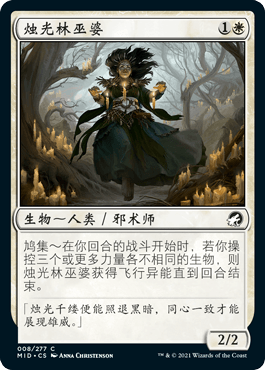 烛光林巫婆 1
生物～人类 / 邪术师
鸠集～在你回合的战斗开始时，若你操
控三个或更多力量各不相同的生物，则
烛光林巫婆获得飞行异能直到回合结
束。
「烛光千缕便能照退黑暗，同心一致才能
展现雄威。」
2/2
008/277 C
MID • CS ANNA CHRISTENSON
™ & © 2021 Wizards of the Coast